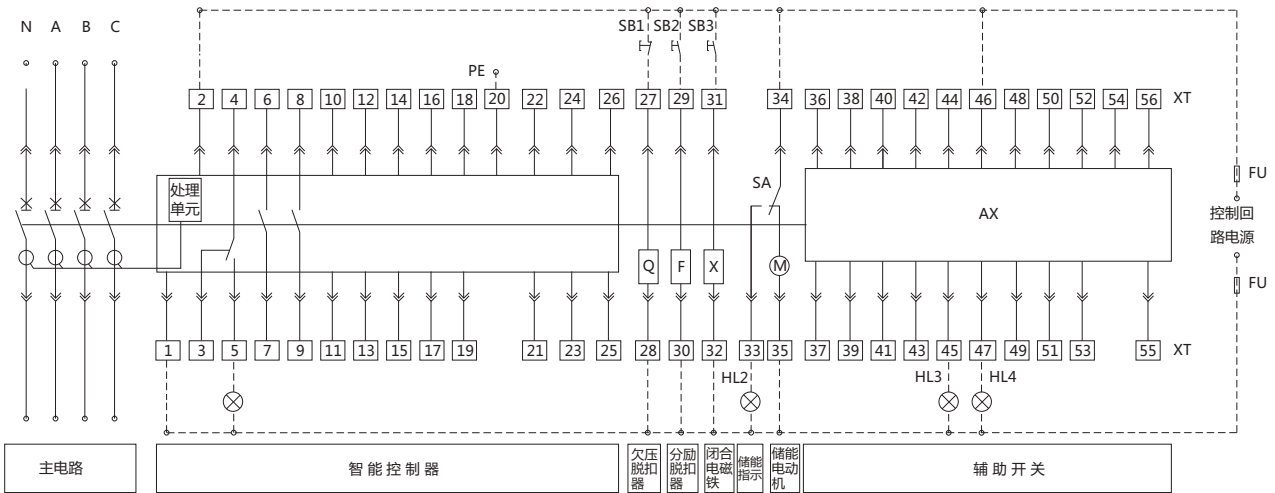 N A B C
SB1 SB2 SB3
PE
2 4 6 8 10 12 14 16 18 20 22 24 26 27 29 31 34 36 38 40 42 44 46 48 50 52 54 56 XT
处理
单元
SA
AX
FU
控制回
路电源
FU
Q F X M
1 3 5 7 9 11 13 15 17 19 21 23 25 28 30 32 33 35 37 39 41 43 45 47 49 51 53 55 XT
HL2 HL3 HL4
主电路
智能控制器
欠压
脱扣
器
分励
脱扣
器
闭合
电磁
铁
储能
指示
储能
电动
机
辅助开关